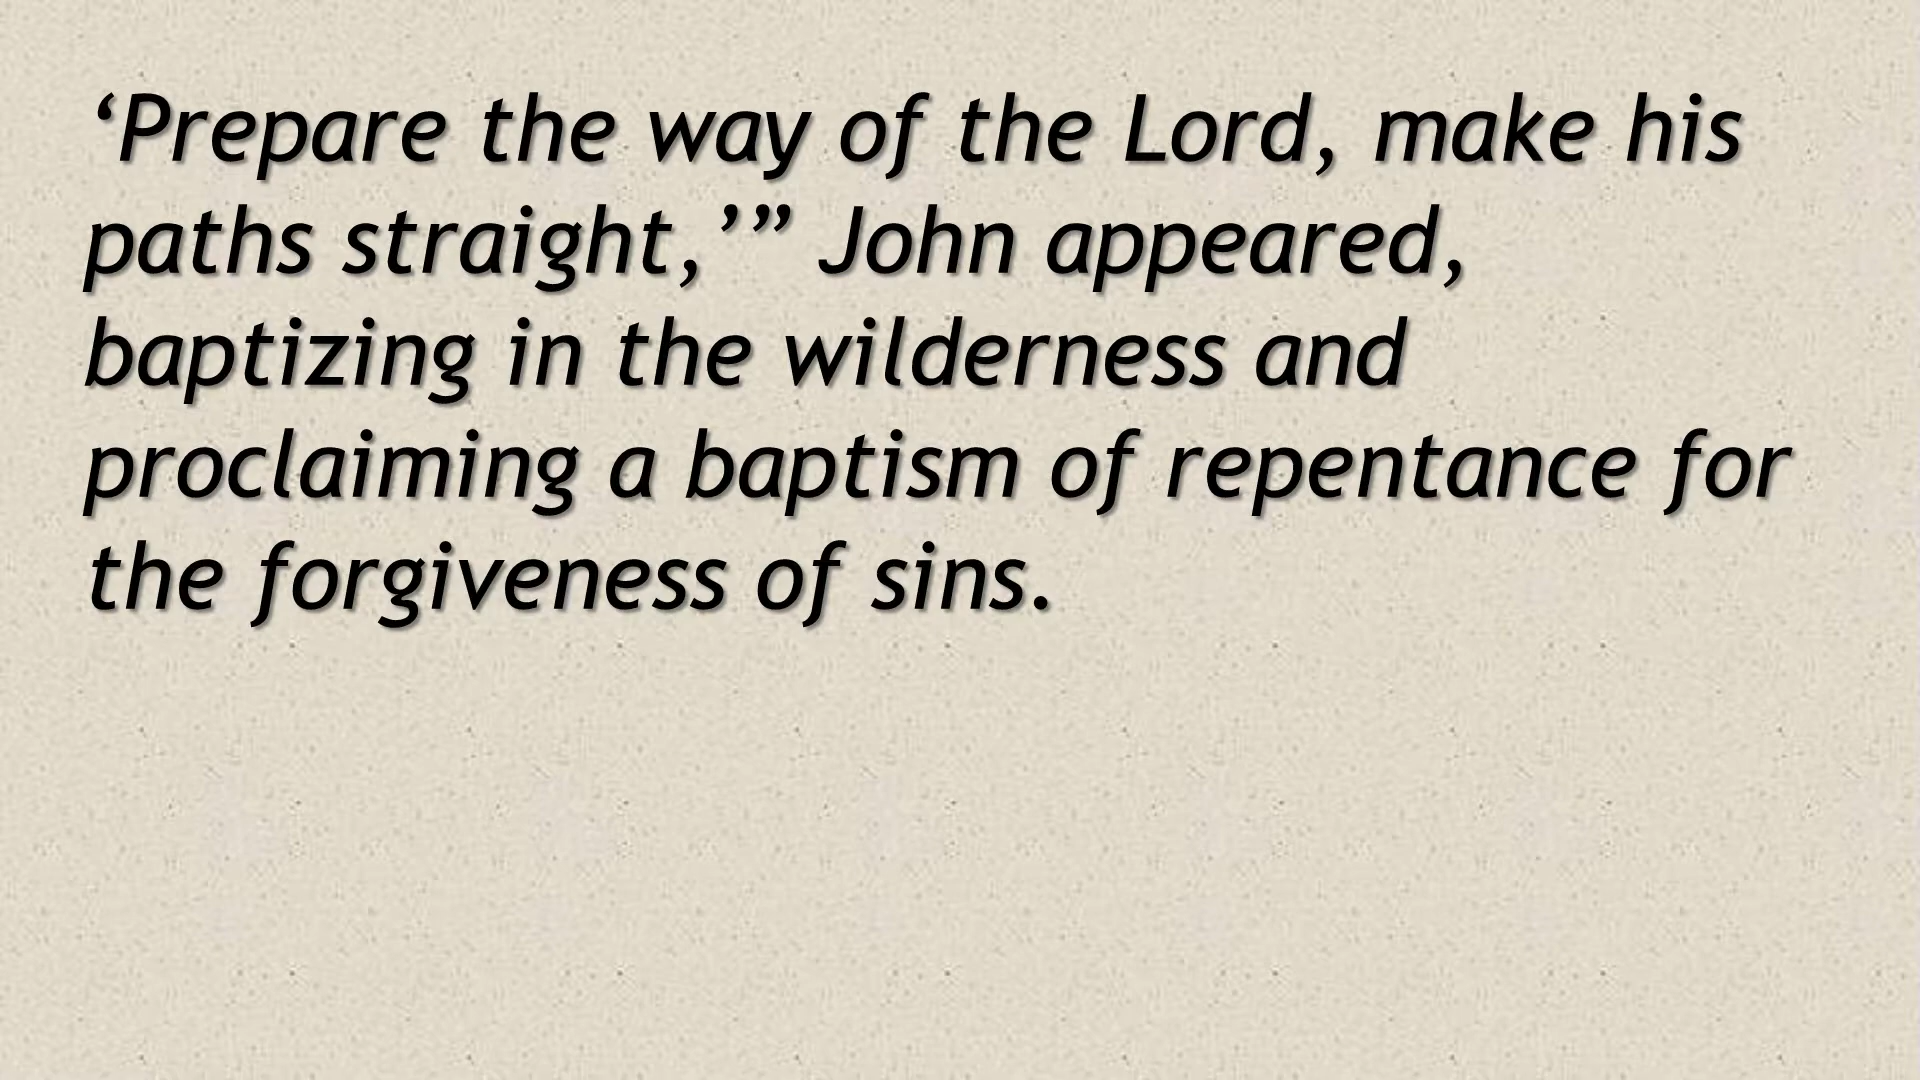 ‘Prepare the way of the Lord, make his
paths straight,’” John appeared,
baptizing in the wilderness and
proclaiming a baptism of repentance for
the forgiveness of sins.